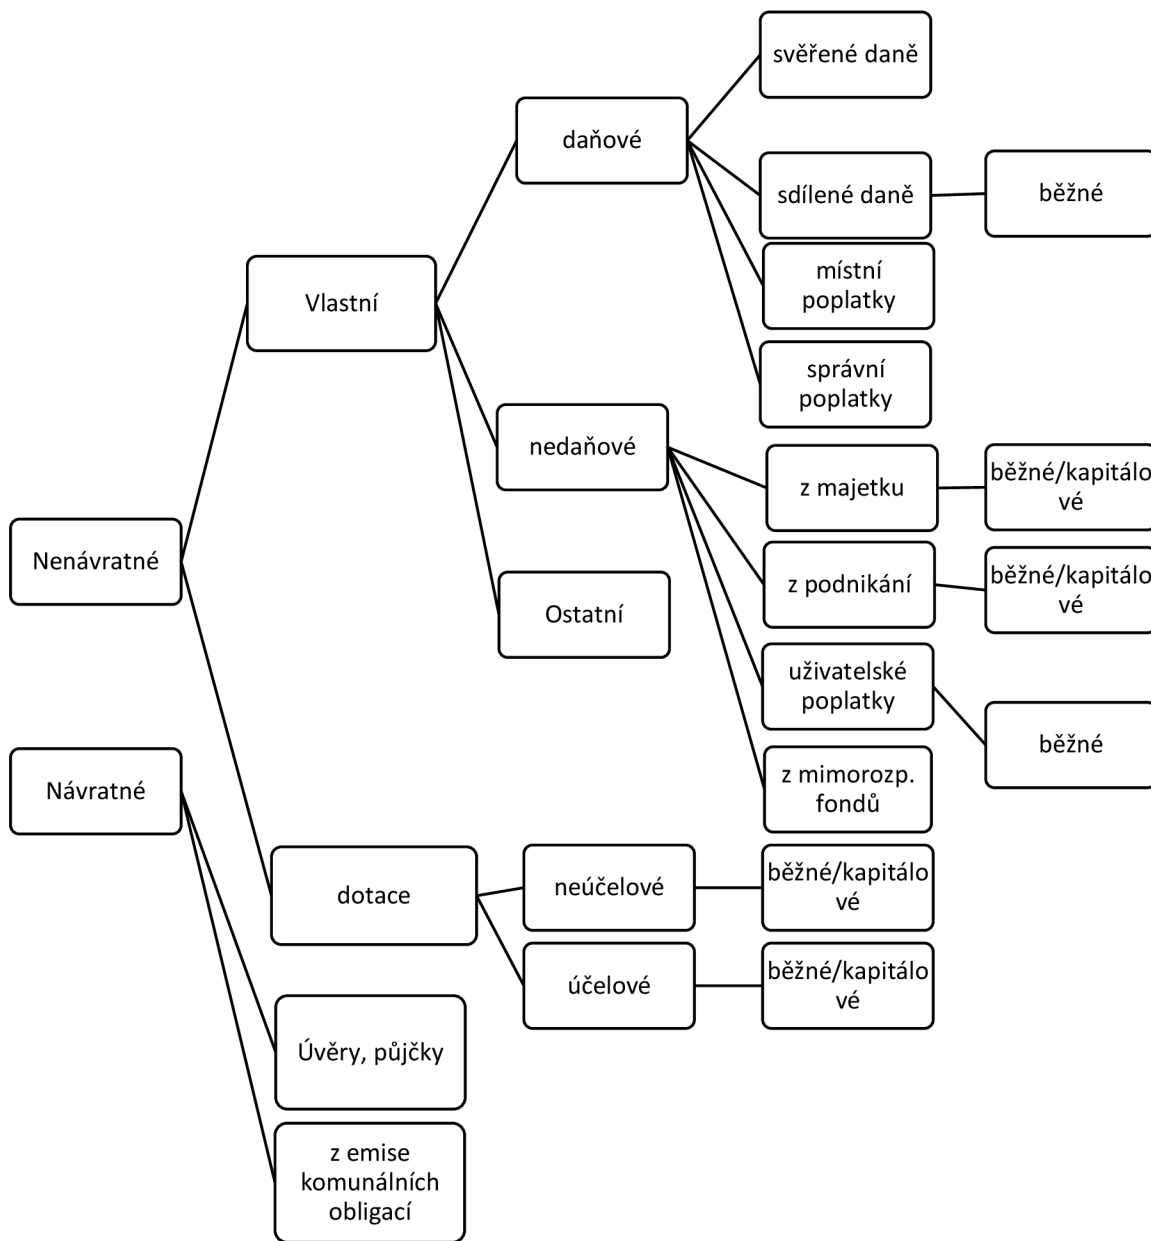 svěřené daně
daňové
sdílené daně
běžné
místní
poplatky
Vlastní
správní
poplatky
nedaňové
z majetku
běžné/kapitálo
vé
Nenávratné
Ostatní
z podnikání
běžné/kapitálo
vé
uživatelské
poplatky
běžné
Návratné
z mimorozp.
fondů
dotace
neúčelové
běžné/kapitálo
vé
účelové
běžné/kapitálo
vé
Úvěry, půjčky
z emise
komunálních
obligací